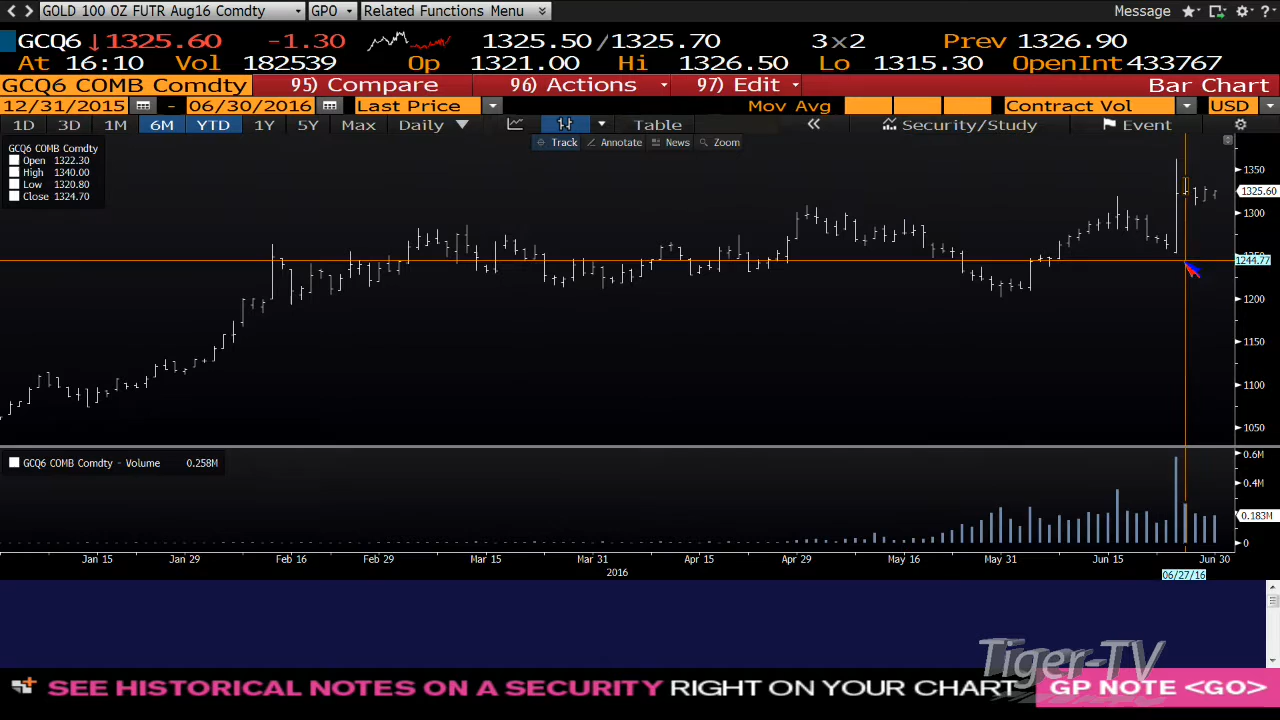 GOLD 100 OZ FUTR Aug16 Comdty GPO Related Functions Menu Message
GCQ6 ↓1325.60 -1.30 1325.50/1325.70 3x2 Prev 1326.90
At 16:10 Vol 182539 Op 1321.00 Hi 1326.50 Lo 1315.30 OpenInt 433767
GCQ6 COMB Comdty 95) Compare 96) Actions 97) Edit Bar Chart
12/31/2015 - 06/30/2016 Last Price Mov Avg Contract Vol USD
1D 3D 1M 6M YTD 1Y 5Y Max Daily Table Security/Study Event
Track Annotate News Zoom
GCQ6 COMB Comdty
Open 1322.30
High 1340.00
Low 1320.80
Close 1324.70
1350
1325.60
1300
1244.77
1200
1150
1100
1050
GCQ6 COMB Comdty - Volume 0.258M
0.6M
0.4M
0.183M
0
Jan 15 Jan 29 Feb 16 Feb 29 Mar 15 Mar 31 Apr 15 Apr 29 May 16 May 31 Jun 15 Jun 30
2016 06/27/16
Tiger-TV
SEE HISTORICAL NOTES ON A SECURITY RIGHT ON YOUR CHART GP NOTE <GO>